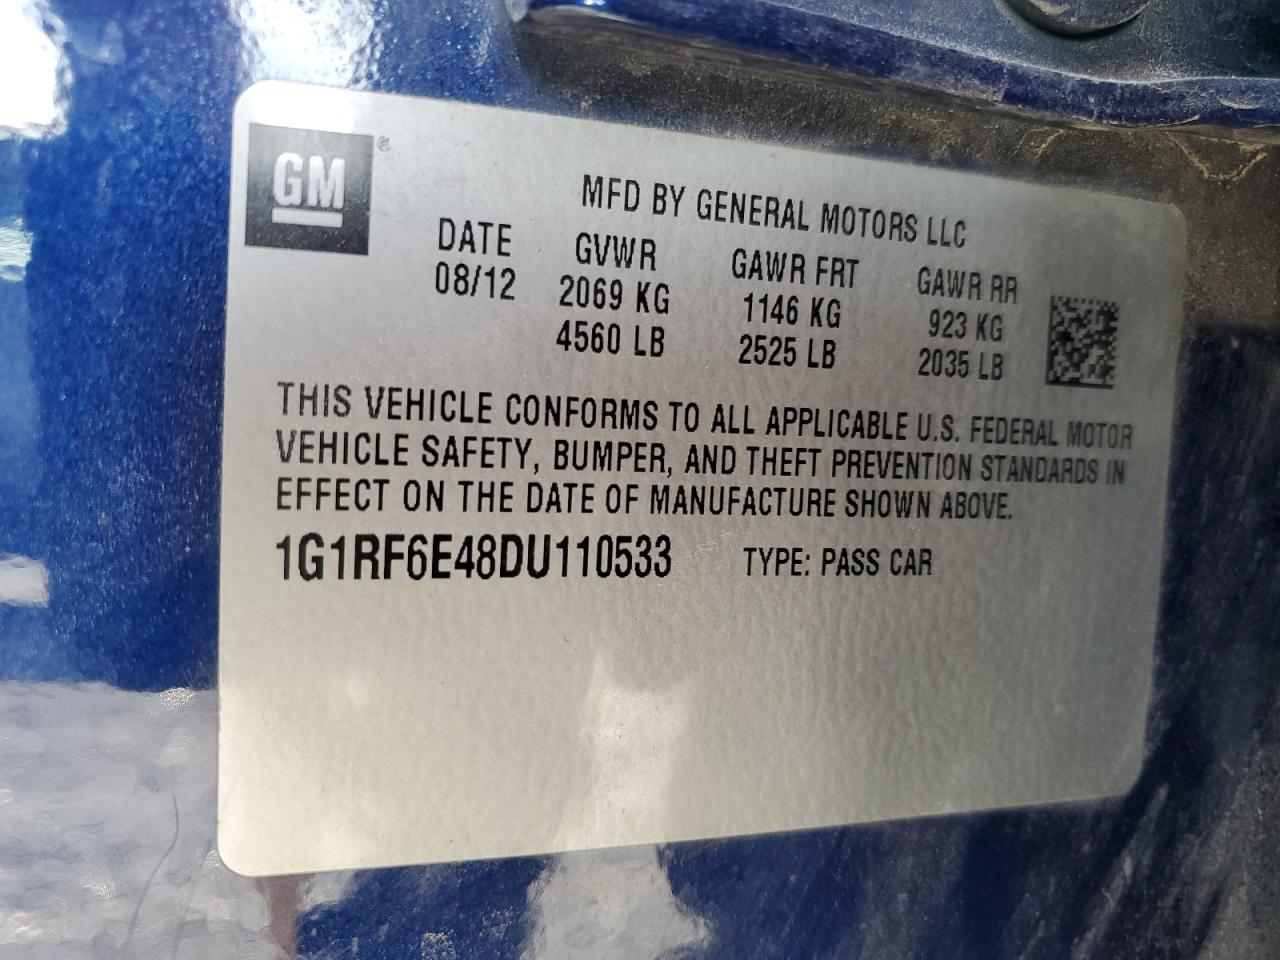 GM®
MFD BY GENERAL MOTORS LLC
DATE GVWR GAWR FRT GAWR RR
08/12 2069 KG 1146 KG 923 KG
4560 LB 2525 LB 2035 LB
THIS VEHICLE CONFORMS TO ALL APPLICABLE U.S. FEDERAL MOTOR
VEHICLE SAFETY, BUMPER, AND THEFT PREVENTION STANDARDS IN
EFFECT ON THE DATE OF MANUFACTURE SHOWN ABOVE.
1G1RF6E48DU110533 TYPE: PASS CAR